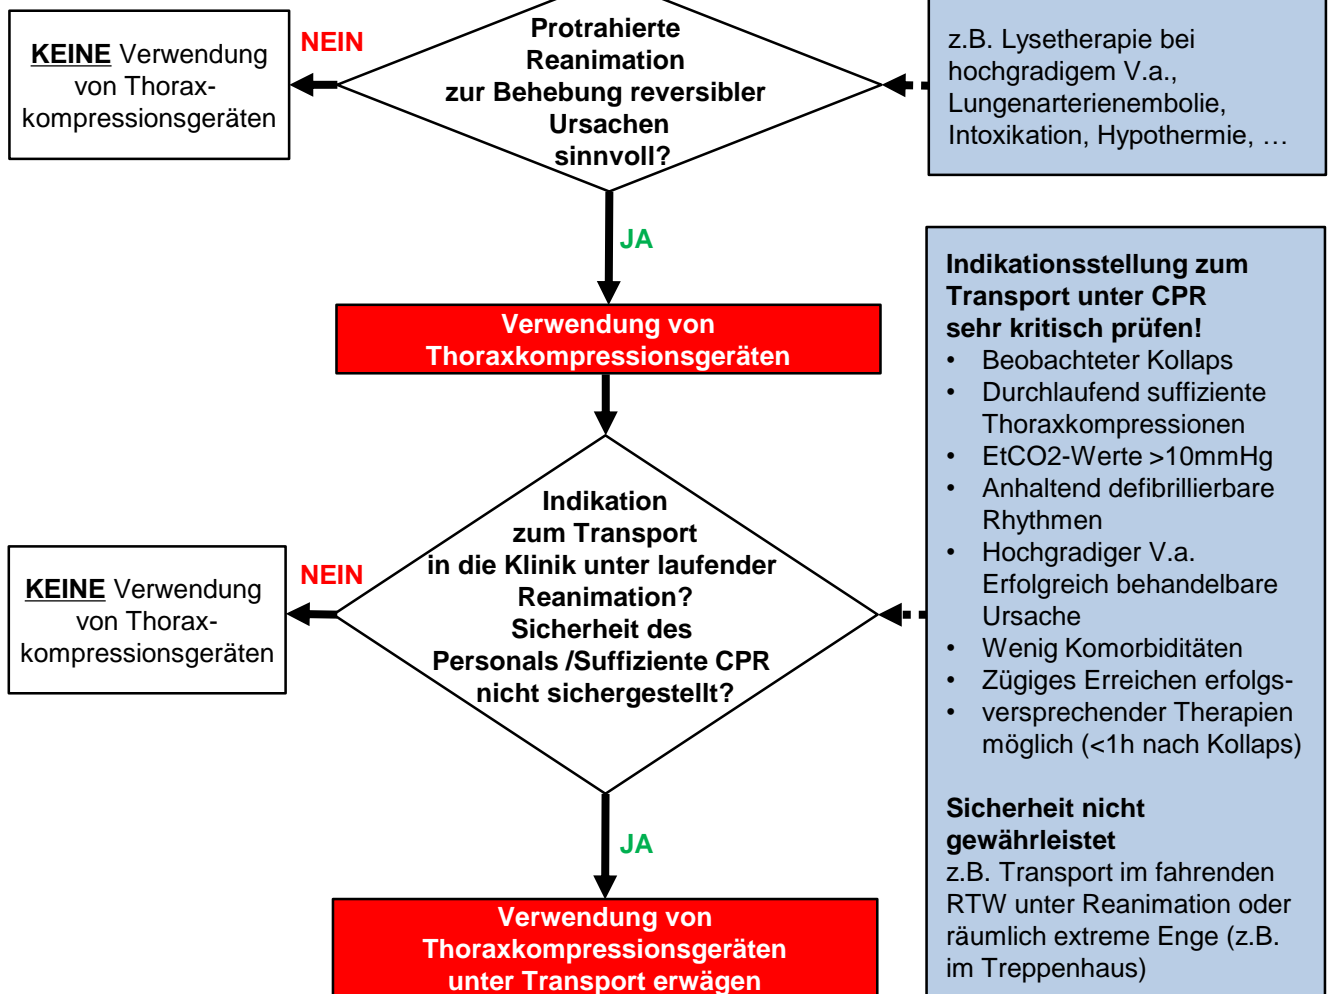 KEINE Verwendung
von Thorax-
kompressionsgeräten
NEIN
Protrahierte
Reanimation
zur Behebung reversibler
Ursachen
sinnvoll?
z.B. Lysetherapie bei
hochgradigem V.a.,
Lungenarterienembolie,
Intoxikation, Hypothermie, …
JA
Verwendung von
Thoraxkompressionsgeräten
KEINE Verwendung
von Thorax-
kompressionsgeräten
NEIN
Indikation
zum Transport
in die Klinik unter laufender
Reanimation?
Sicherheit des
Personals /Suffiziente CPR
nicht sichergestellt?
Indikationsstellung zum
Transport unter CPR
sehr kritisch prüfen!
• Beobachteter Kollaps
• Durchlaufend suffiziente
Thoraxkompressionen
• EtCO2-Werte >10mmHg
• Anhaltend defibrillierbare
Rhythmen
• Hochgradiger V.a.
Erfolgreich behandelbare
Ursache
• Wenig Komorbiditäten
• Zügiges Erreichen erfolgs-
• versprechender Therapien
möglich (<1h nach Kollaps)
Sicherheit nicht
gewährleistet
z.B. Transport im fahrenden
RTW unter Reanimation oder
räumlich extreme Enge (z.B.
im Treppenhaus)
JA
Verwendung von
Thoraxkompressionsgeräten
unter Transport erwägen